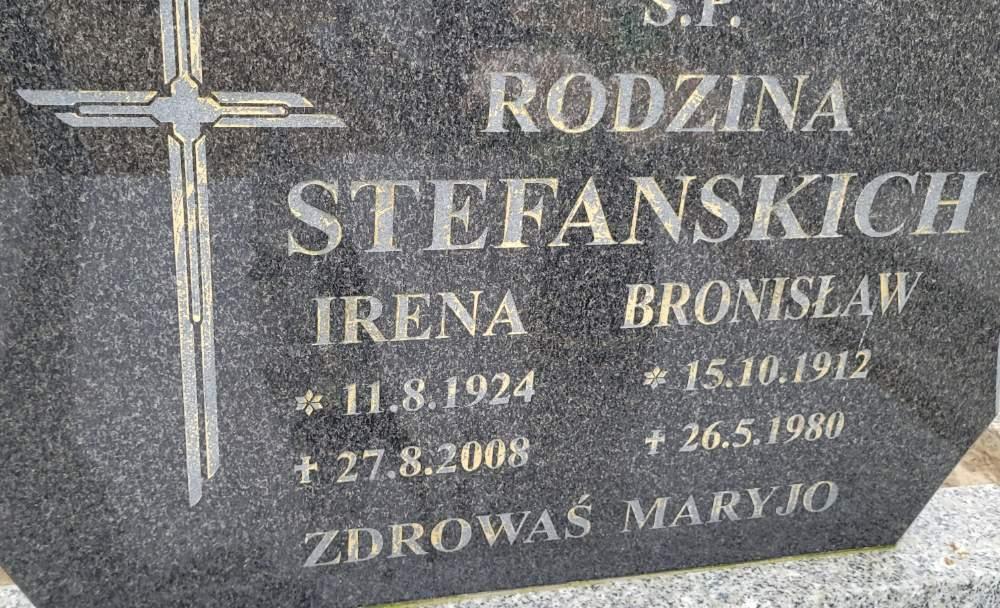 Ś.P.
RODZINA
STEFANSKICH
IRENA BRONISŁAW
* 11.8.1924 * 15.10.1912
✝ 27.8.2008 ✝ 26.5.1980
ZDROWAŚ MARYJO